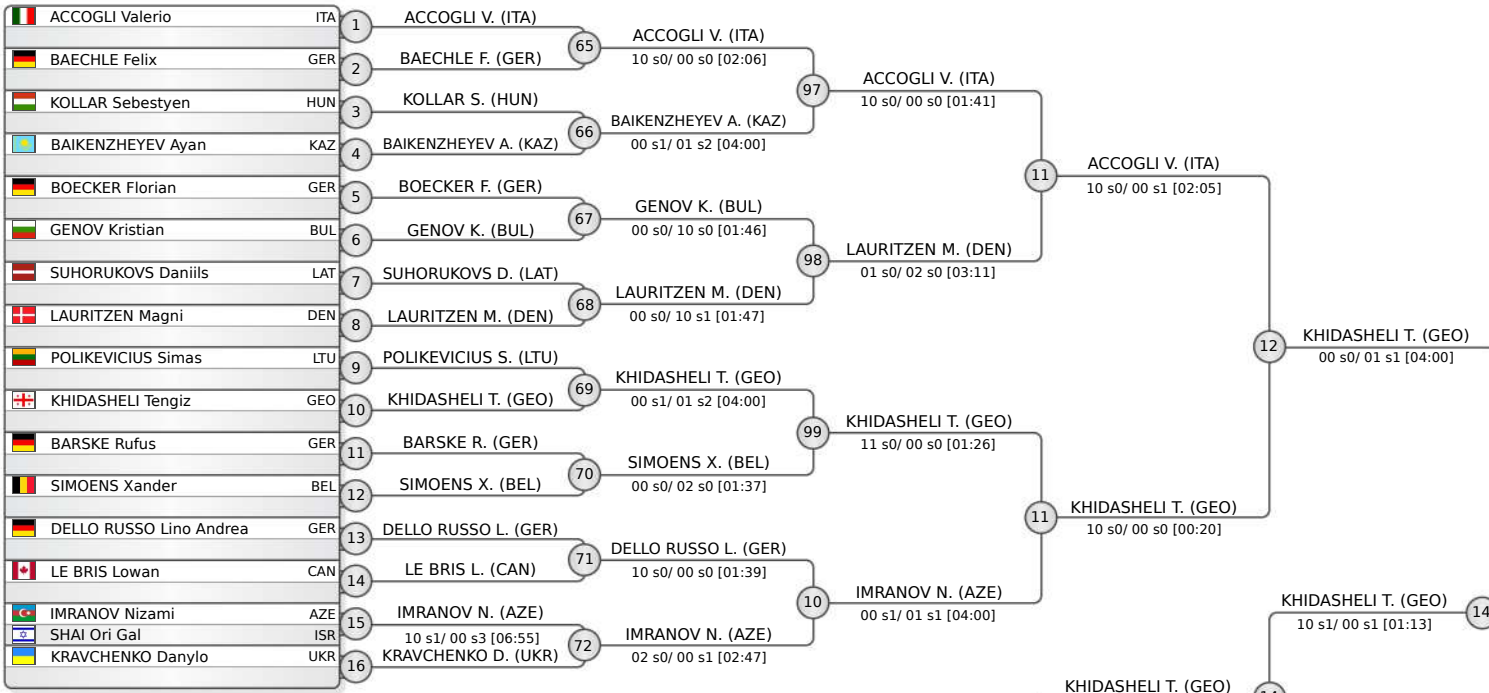 ACCOGLI Valerio ITA
BAECHLE Felix GER
KOLLAR Sebestyen HUN
BAIKENZHEYEV Ayan KAZ
BOECKER Florian GER
GENOV Kristian BUL
SUHORUKOVS Daniils LAT
LAURITZEN Magni DEN
POLIKEVICIUS Simas LTU
KHIDASHELI Tengiz GEO
BARSKE Rufus GER
SIMOENS Xander BEL
DELLO RUSSO Lino Andrea GER
LE BRIS Lowan CAN
IMRANOV Nizami AZE
SHAI Ori Gal ISR
KRAVCHENKO Danylo UKR
1
2
3
4
5
6
7
8
9
10
11
12
13
14
15
16
ACCOGLI V. (ITA)
BAECHLE F. (GER)
KOLLAR S. (HUN)
BAIKENZHEYEV A. (KAZ)
BOECKER F. (GER)
GENOV K. (BUL)
SUHORUKOVS D. (LAT)
LAURITZEN M. (DEN)
POLIKEVICIUS S. (LTU)
KHIDASHELI T. (GEO)
BARSKE R. (GER)
SIMOENS X. (BEL)
DELLO RUSSO L. (GER)
LE BRIS L. (CAN)
IMRANOV N. (AZE)
10 s1/ 00 s3 [06:55]
KRAVCHENKO D. (UKR)
65
66
67
68
69
70
71
72
ACCOGLI V. (ITA)
10 s0/ 00 s0 [02:06]
BAIKENZHEYEV A. (KAZ)
00 s1/ 01 s2 [04:00]
GENOV K. (BUL)
00 s0/ 10 s0 [01:46]
LAURITZEN M. (DEN)
00 s0/ 10 s1 [01:47]
KHIDASHELI T. (GEO)
00 s1/ 01 s2 [04:00]
SIMOENS X. (BEL)
00 s0/ 02 s0 [01:37]
DELLO RUSSO L. (GER)
10 s0/ 00 s0 [01:39]
IMRANOV N. (AZE)
02 s0/ 00 s1 [02:47]
97
98
99
10
ACCOGLI V. (ITA)
10 s0/ 00 s0 [01:41]
LAURITZEN M. (DEN)
01 s0/ 02 s0 [03:11]
KHIDASHELI T. (GEO)
11 s0/ 00 s0 [01:26]
IMRANOV N. (AZE)
00 s1/ 01 s1 [04:00]
11
11
ACCOGLI V. (ITA)
10 s0/ 00 s1 [02:05]
KHIDASHELI T. (GEO)
10 s0/ 00 s0 [00:20]
12
KHIDASHELI T. (GEO)
00 s0/ 01 s1 [04:00]
KHIDASHELI T. (GEO)
10 s1/ 00 s1 [01:13]
14
KHIDASHELI T. (GEO)